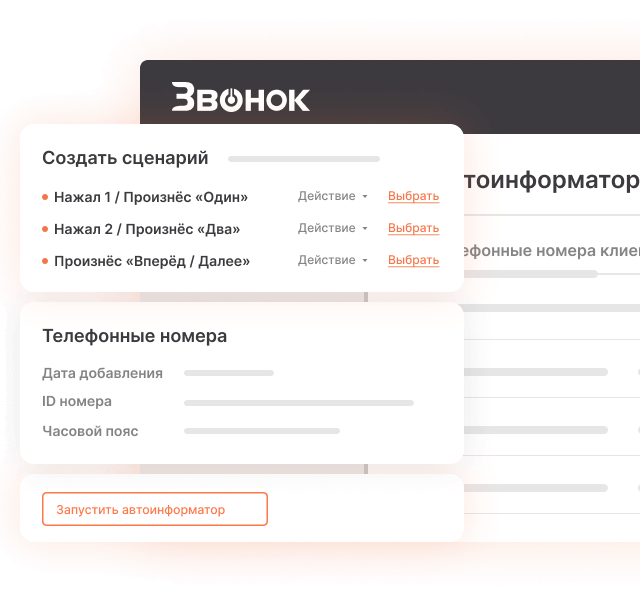 Звонок
Создать сценарий
Нажал 1 / Произнёс «Один» Действие Выбрать
Нажал 2 / Произнёс «Два» Действие Выбрать
Произнёс «Вперёд / Далее» Действие Выбрать
тоинформатор
ефонные номера клие
Телефонные номера
Дата добавления
ID номера
Часовой пояс
Запустить автоинформатор